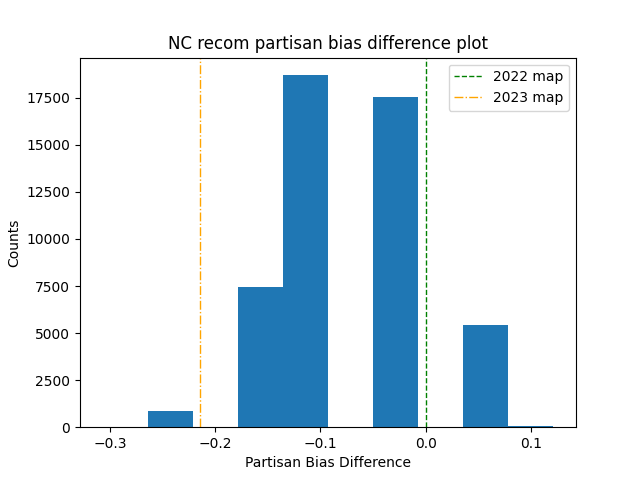 NC recom partisan bias difference plot
2022 map
2023 map
17500
15000
12500
10000
7500
5000
2500
0
Counts
−0.3
−0.2
−0.1
0.0
0.1
Partisan Bias Difference